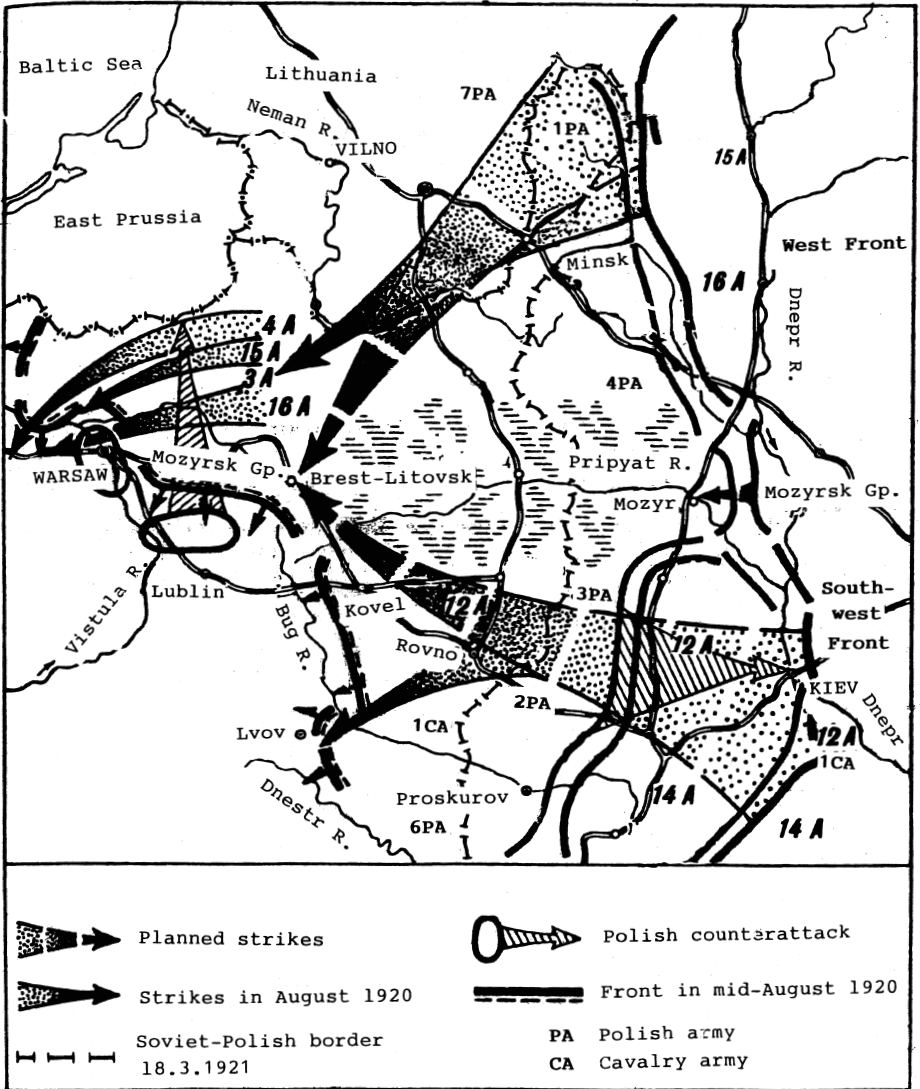 Baltic Sea
Lithuania
7PA
Neman R.
1PA
VILNO
15 A
East Prussia
West Front
Minsk
16 A
Dnepr R.
4 A
15 A
3 A
4PA
16 A
WARSAW
Mozyrsk Gp.
Brest-Litovsk
Pripyat R.
Mozyr
Mozyrsk Gp.
Vistula R.
Lublin
Bug R.
Kovel
12 A
3PA
South-
west
Front
Rovno
12 A
KIEV
Dnepr
2PA
Lvov
1CA
12 A
1CA
Dnestr R.
Proskurov
14 A
6PA
14 A
Planned strikes
Polish counterattack
Strikes in August 1920
Front in mid-August 1920
Soviet-Polish border
18.3.1921
PA Polish army
CA Cavalry army